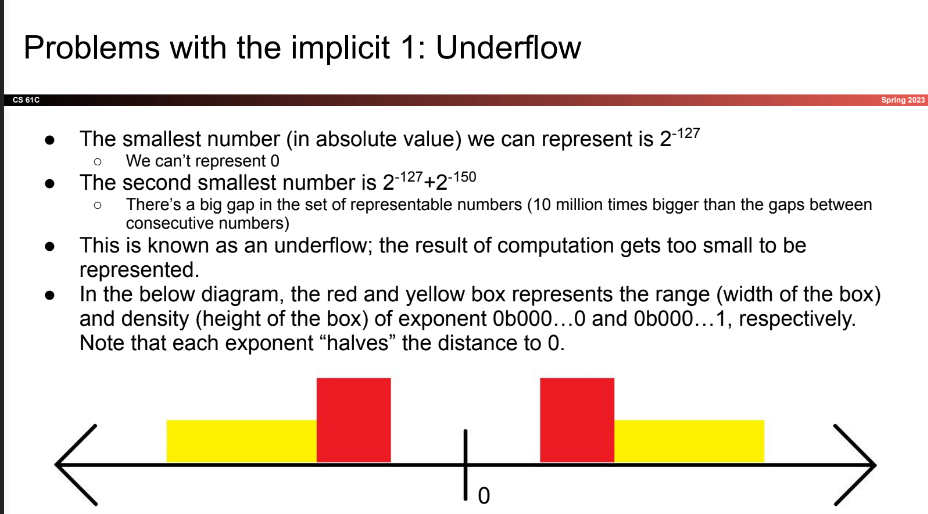 Problems with the implicit 1: Underflow
CS 61C
Spring 2023
● The smallest number (in absolute value) we can represent is 2⁻¹²⁷
○ We can't represent 0
● The second smallest number is 2⁻¹²⁷+2⁻¹⁵⁰
○ There's a big gap in the set of representable numbers (10 million times bigger than the gaps between
consecutive numbers)
● This is known as an underflow; the result of computation gets too small to be
represented.
● In the below diagram, the red and yellow box represents the range (width of the box)
and density (height of the box) of exponent 0b000…0 and 0b000…1, respectively.
Note that each exponent “halves” the distance to 0.
0